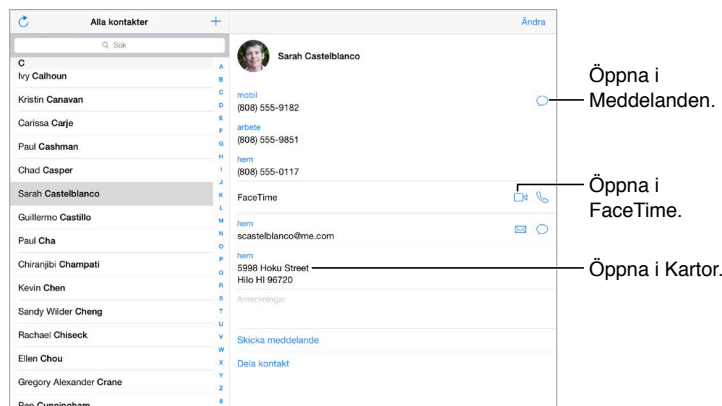 Alla kontakter
+
Sök
C
Ivy Calhoun
Kristin Canavan
Carissa Carje
Paul Cashman
Chad Casper
Sarah Castelblanco
Guillermo Castillo
Paul Cha
Chiranjibi Champati
Kevin Chen
Sandy Wilder Cheng
Rachael Chiseck
Ellen Chou
Gregory Alexander Crane
Ren Cunningham
A
B
C
D
E
F
G
H
I
J
K
L
M
N
O
P
Q
R
S
T
U
V
W
X
Y
Z
#
Ändra
Sarah Castelblanco
mobil
(808) 555-9182
arbete
(808) 555-9851
hem
(808) 555-0117
FaceTime
hem
scastelblanco@me.com
hem
5998 Hoku Street
Hilo HI 96720
Anteckningar
Skicka meddelande
Dela kontakt
Öppna i
Meddelanden.
Öppna i
FaceTime.
Öppna i Kartor.